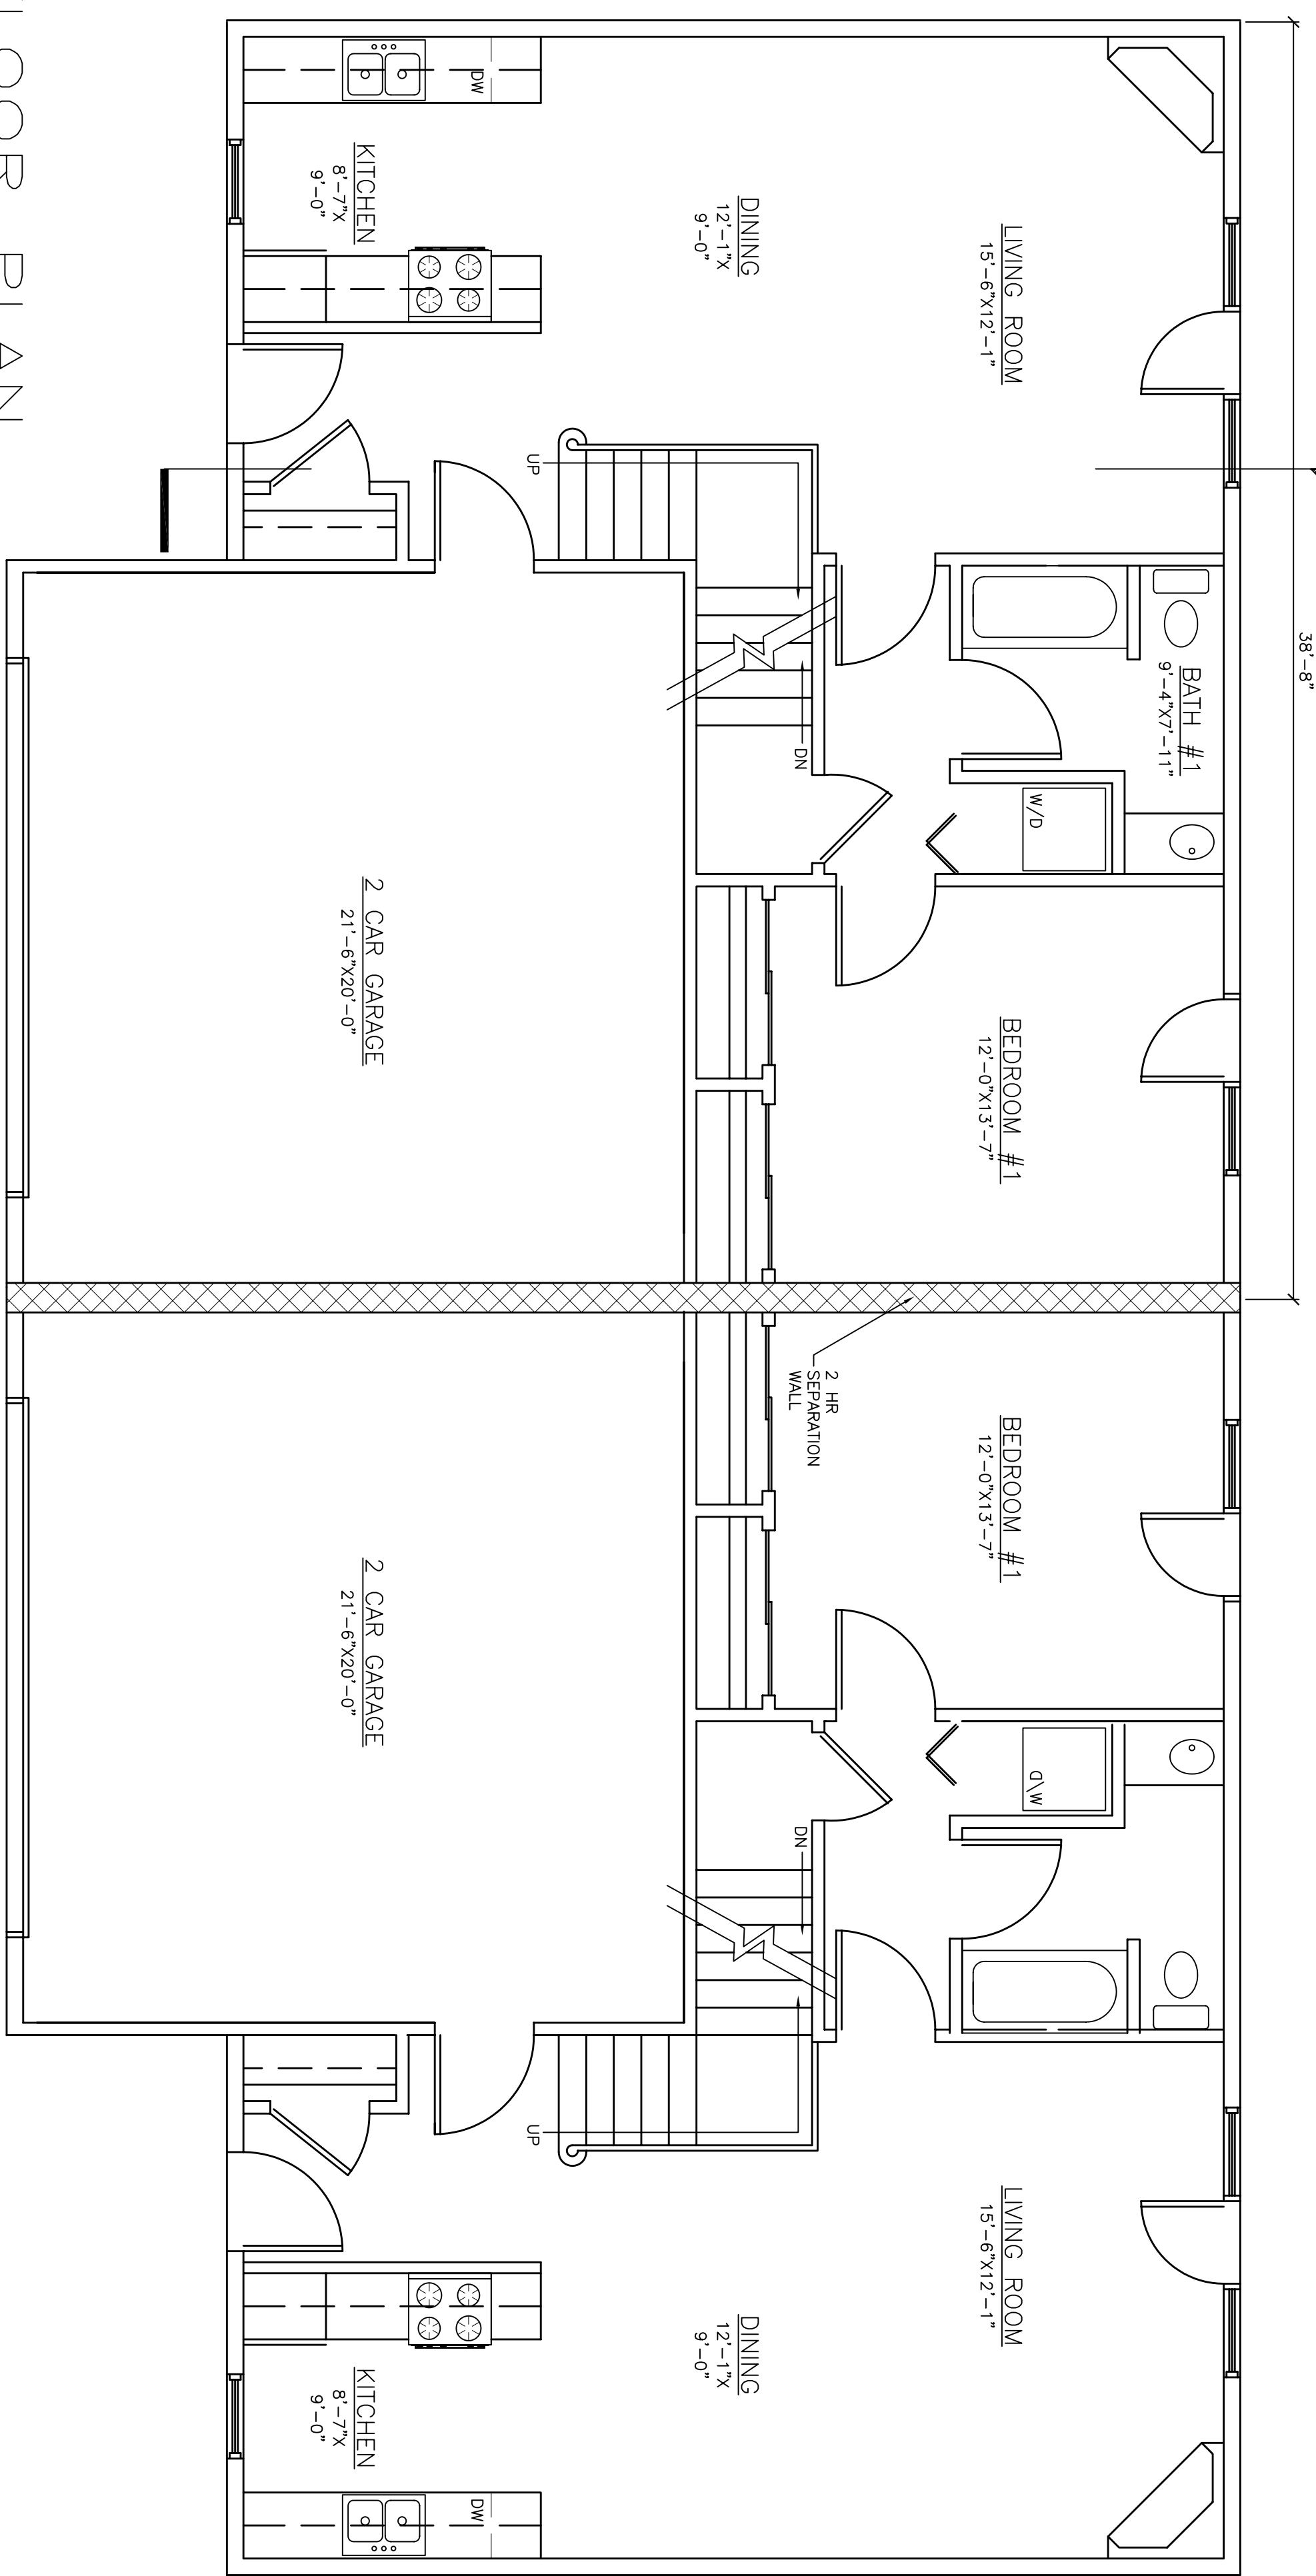 38'-8"
BATH #1
9'-4"X7'-11"
W/D
W/D
LIVING ROOM
15'-6"X12'-1"
BEDROOM #1
12'-0"X13'-7"
BEDROOM #1
12'-0"X13'-7"
LIVING ROOM
15'-6"X12'-1"
2 HR
SEPARATION
WALL
DN
DN
DINING
12'-1"X
9'-0"
DINING
12'-1"X
9'-0"
UP
UP
DW
DW
KITCHEN
8'-7"X
9'-0"
2 CAR GARAGE
21'-6"X20'-0"
2 CAR GARAGE
21'-6"X20'-0"
KITCHEN
8'-7"X
9'-0"
LOOR PLAN